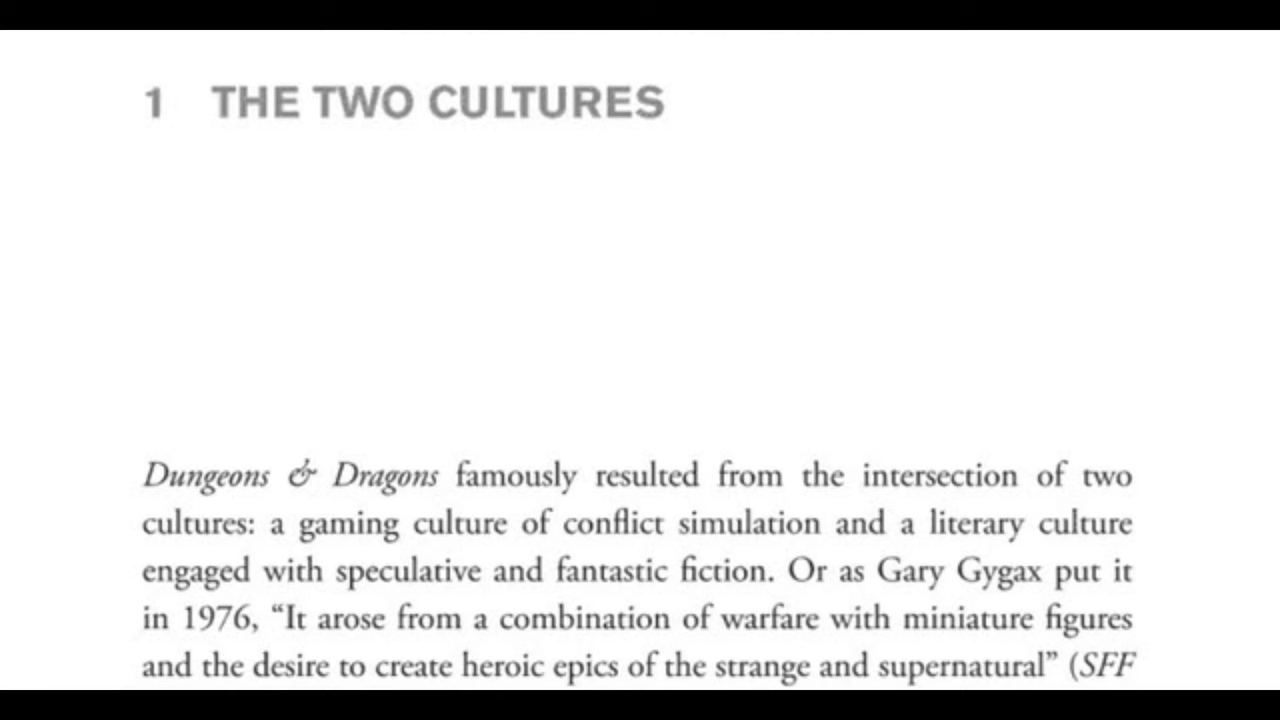 1 THE TWO CULTURES
Dungeons & Dragons famously resulted from the intersection of two
cultures: a gaming culture of conflict simulation and a literary culture
engaged with speculative and fantastic fiction. Or as Gary Gygax put it
in 1976, “It arose from a combination of warfare with miniature figures
and the desire to create heroic epics of the strange and supernatural” (SFF